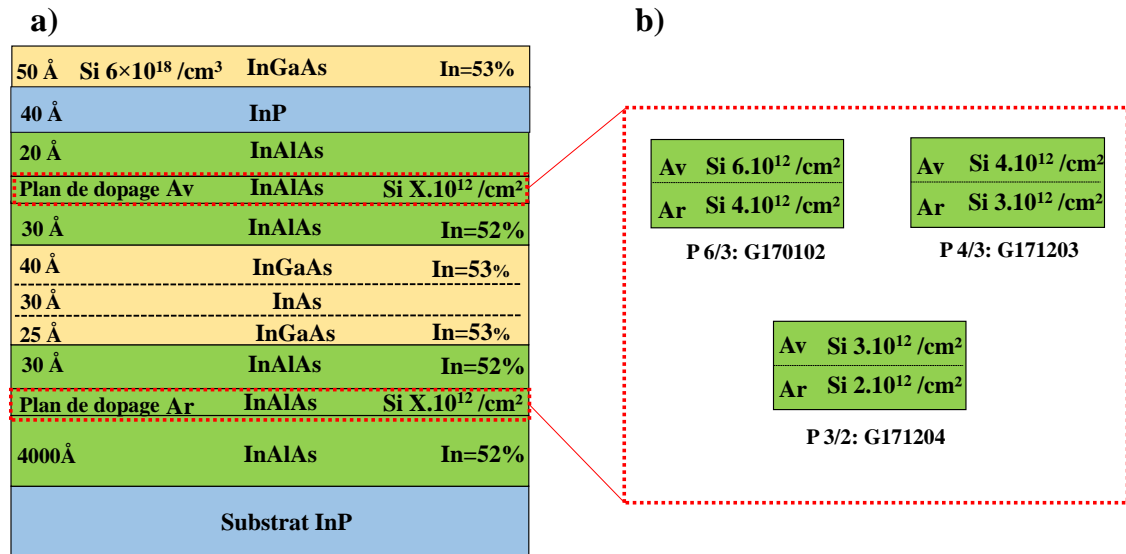 a)
50 Å Si 6×10¹⁸ /cm³ InGaAs In=53%
40 Å InP
20 Å InAlAs
Plan de dopage Av InAlAs Si X.10¹² /cm²
30 Å InAlAs In=52%
40 Å InGaAs In=53%
30 Å InAs
25 Å InGaAs In=53%
30 Å InAlAs In=52%
Plan de dopage Ar InAlAs Si X.10¹² /cm²
4000Å InAlAs In=52%
Substrat InP
b)
Av Si 6.10¹² /cm²
Ar Si 4.10¹² /cm²
P 6/3: G170102
Av Si 4.10¹² /cm²
Ar Si 3.10¹² /cm²
P 4/3: G171203
Av Si 3.10¹² /cm²
Ar Si 2.10¹² /cm²
P 3/2: G171204